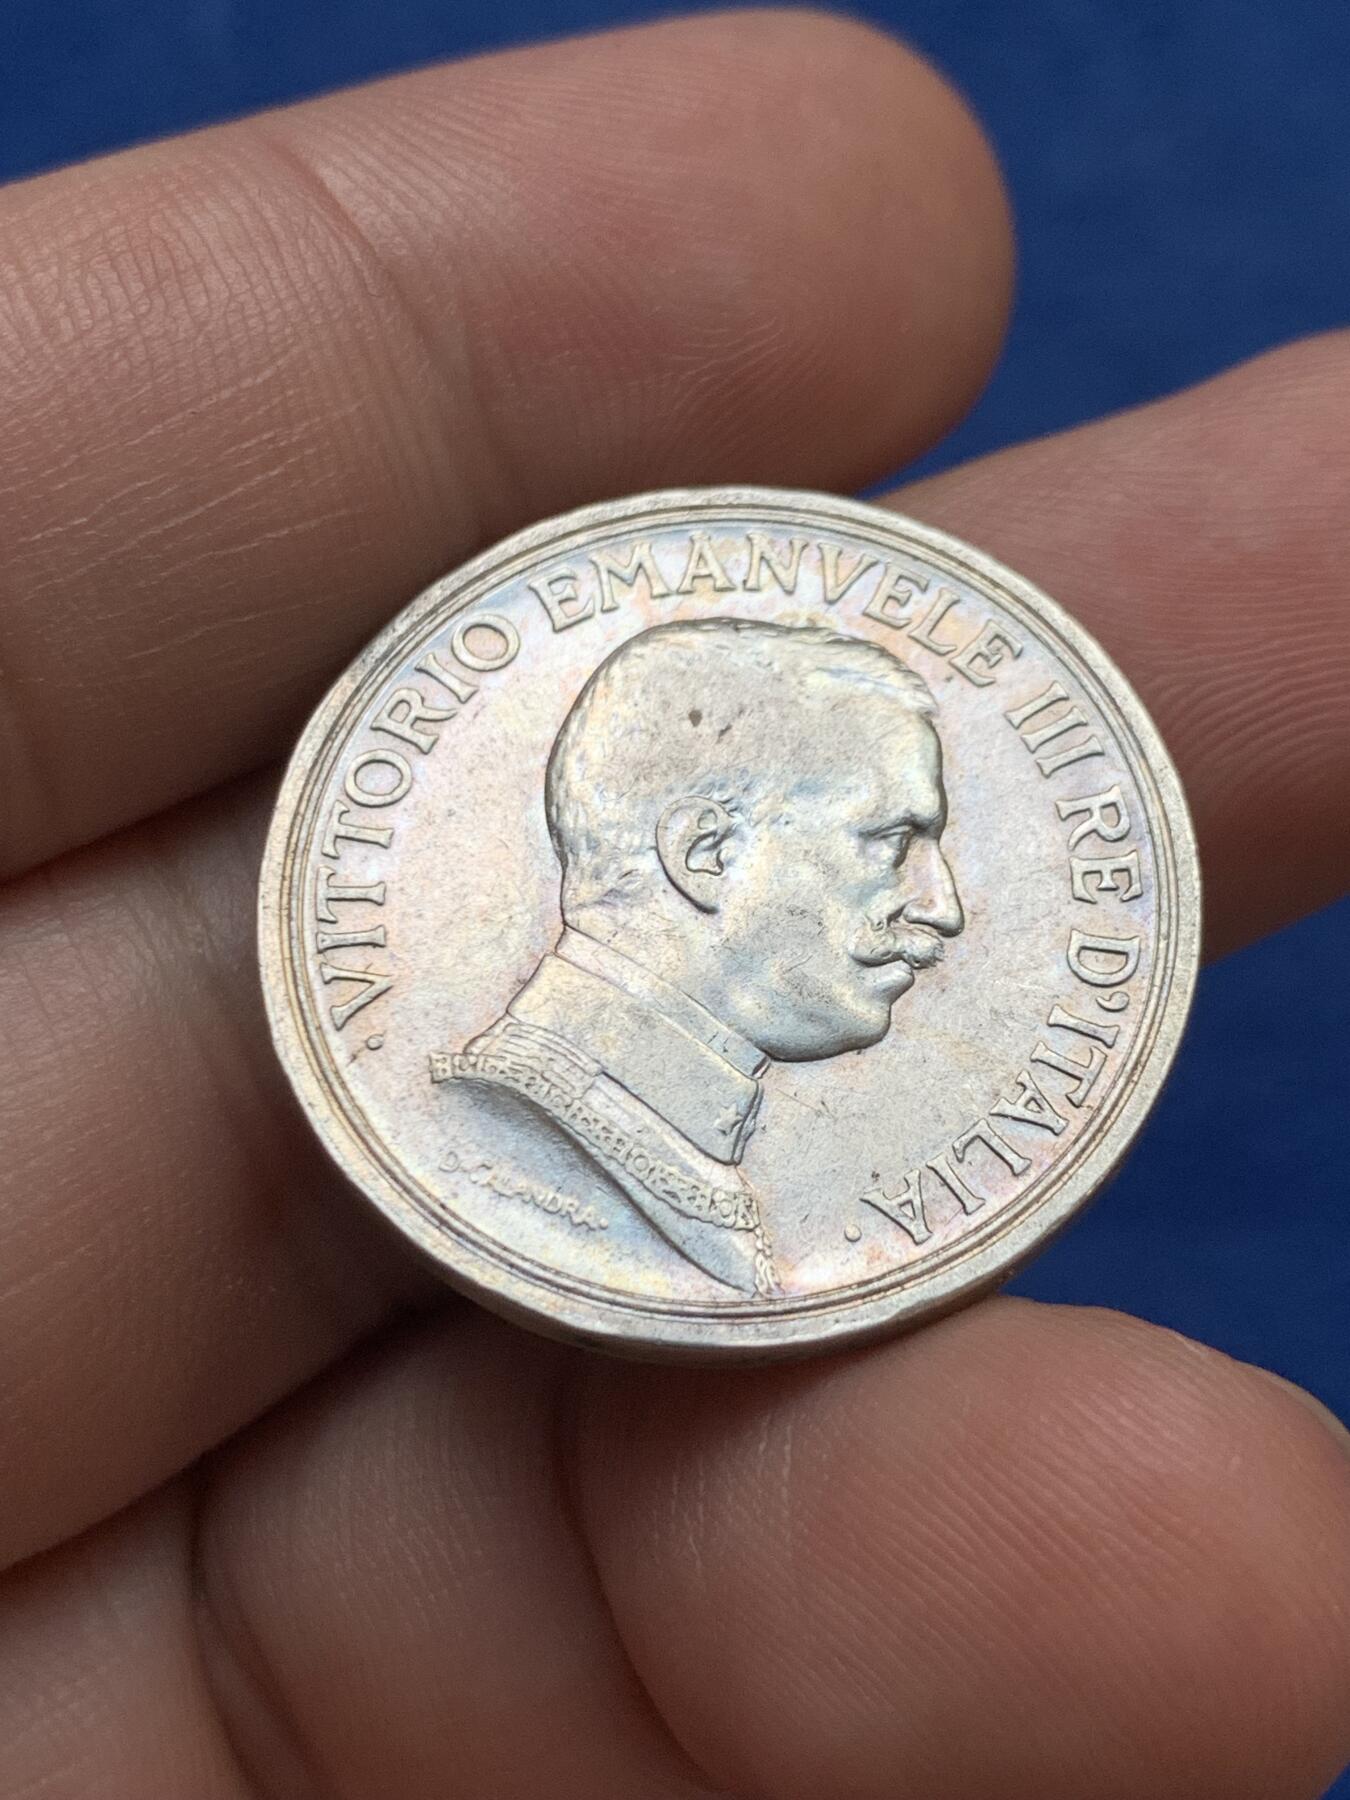 · VITTORIO EMANVELE III RE D'ITALIA ·
D·CALANDRA·